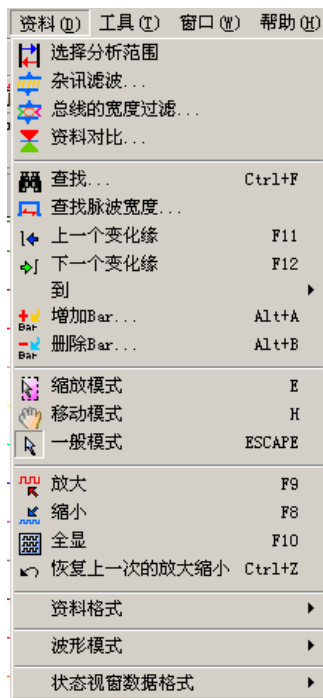 资料(D) 工具(T) 窗口(W) 帮助(H)
选择分析范围
杂讯滤波...
总线的宽度过滤...
资料对比...
查找... Ctrl+F
查找脉波宽度...
上一个变化缘 F11
下一个变化缘 F12
到
增加Bar... Alt+A
删除Bar... Alt+B
缩放模式 E
移动模式 H
一般模式 ESCAPE
放大 F9
缩小 F8
全显 F10
恢复上一次的放大缩小 Ctrl+Z
资料格式
波形模式
状态视窗数据格式